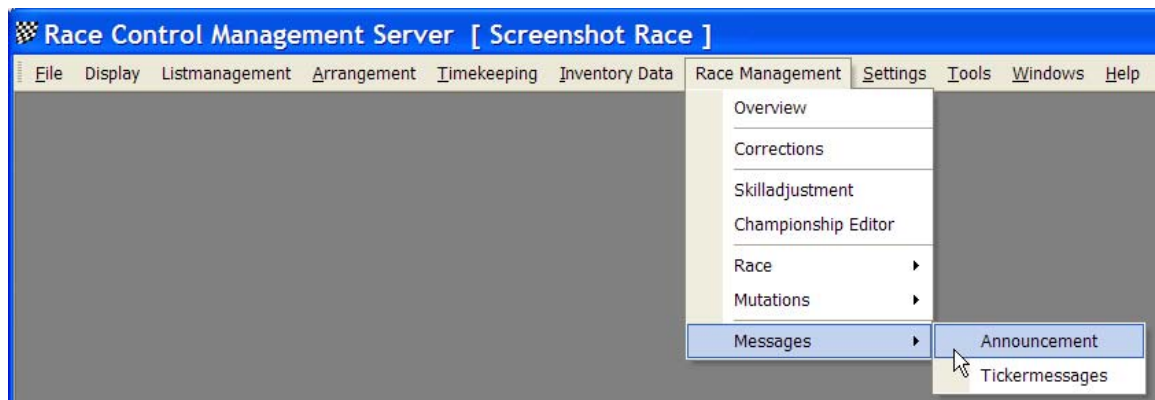 Race Control Management Server [ Screenshot Race ]
File Display Listmanagement Arrangement Timekeeping Inventory Data Race Management Settings Tools Windows Help
Overview
Corrections
Skilladjustment
Championship Editor
Race
Mutations
Messages
Announcement
Tickermessages